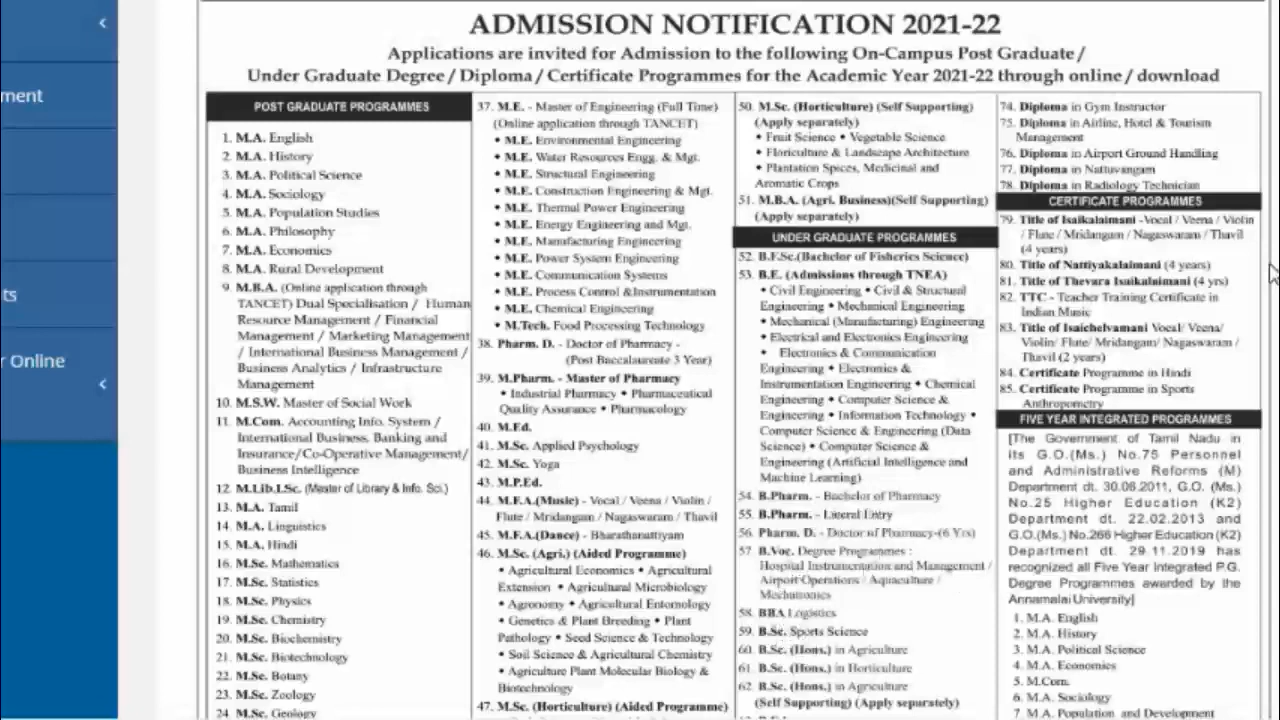 ment
ts
r Online
ADMISSION NOTIFICATION 2021-22
Applications are invited for Admission to the following On-Campus Post Graduate /
Under Graduate Degree / Diploma / Certificate Programmes for the Academic Year 2021-22 through online / download
POST GRADUATE PROGRAMMES
1. M.A. English
2. M.A. History
3. M.A. Political Science
4. M.A. Sociology
5. M.A. Population Studies
6. M.A. Philosophy
7. M.A. Economics
8. M.A. Rural Development
9. M.B.A. (Online application through
TANCET) Dual Specialisation / Human
Resource Management / Financial
Management / Marketing Management
/ International Business Management /
Business Analytics / Infrastructure
Management
10. M.S.W. Master of Social Work
11. M.Com. Accounting Info. System /
International Business, Banking and
Insurance/Co-Operative Management/
Business Intelligence
12. M.Lib.I.Sc. (Master of Library & Info. Sci.)
13. M.A. Tamil
14. M.A. Linguistics
15. M.A. Hindi
16. M.Sc. Mathematics
17. M.Sc. Statistics
18. M.Sc. Physics
19. M.Sc. Chemistry
20. M.Sc. Biochemistry
21. M.Sc. Biotechnology
22. M.Sc. Botany
23. M.Sc. Zoology
24. M.Sc. Geology
37. M.E. - Master of Engineering (Full Time)
(Online application through TANCET)
• M.E. Environmental Engineering
• M.E. Water Resources Engg. & Mgt.
• M.E. Structural Engineering
• M.E. Construction Engineering & Mgt.
• M.E. Thermal Power Engineering
• M.E. Energy Engineering and Mgt.
• M.E. Manufacturing Engineering
• M.E. Power System Engineering
• M.E. Communication Systems
• M.E. Process Control &Instrumentation
• M.E. Chemical Engineering
• M.Tech. Food Processing Technology
38. Pharm. D. - Doctor of Pharmacy -
(Post Baccalaureate 3 Year)
39. M.Pharm. - Master of Pharmacy
• Industrial Pharmacy • Pharmaceutical
Quality Assurance • Pharmacology
40. M.Ed.
41. M.Sc. Applied Psychology
42. M.Sc. Yoga
43. M.P.Ed.
44. M.F.A.(Music) - Vocal / Veena / Violin /
Flute / Mridangam / Nagaswaram / Thavil
45. M.F.A.(Dance) - Bharathanattiyam
46. M.Sc. (Agri.) (Aided Programme)
• Agricultural Economics • Agricultural
Extension • Agricultural Microbiology
• Agronomy • Agricultural Entomology
• Genetics & Plant Breeding • Plant
Pathology • Seed Science & Technology
• Soil Science & Agricultural Chemistry
• Agriculture Plant Molecular Biology &
Biotechnology
47. M.Sc. (Horticulture) (Aided Programme)
50. M.Sc. (Horticulture) (Self Supporting)
(Apply separately)
• Fruit Science • Vegetable Science
• Floriculture & Landscape Architecture
• Plantation Spices, Medicinal and
Aromatic Crops
51. M.B.A. (Agri. Business)(Self Supporting)
(Apply separately)
UNDER GRADUATE PROGRAMMES
52. B.F.Sc.(Bachelor of Fisheries Science)
53. B.E. (Admissions through TNEA)
• Civil Engineering • Civil & Structural
Engineering • Mechanical Engineering
• Mechanical (Manufacturing) Engineering
• Electrical and Electronics Engineering
• Electronics & Communication
Engineering • Electronics &
Instrumentation Engineering • Chemical
Engineering • Computer Science &
Engineering • Information Technology •
Computer Science & Engineering (Data
Science) • Computer Science &
Engineering (Artificial Intelligence and
Machine Learning)
54. B.Pharm. - Bachelor of Pharmacy
55. B.Pharm. - Literal Entry
56. Pharm. D. - Doctor of Pharmacy-(6 Yrs)
57. B.Voc. Degree Programmes :
Hospital Instrumentation and Management /
Airport Operations / Aquaculture /
Mechatronics
58. BBA Logistics
59. B.Sc. Sports Science
60. B.Sc. (Hons.) in Agriculture
61. B.Sc. (Hons.) in Horticulture
62. B.Sc. (Hons.) in Agriculture
(Self Supporting) (Apply separately)
74. Diploma in Gym Instructor
75. Diploma in Airline, Hotel & Tourism
Management
76. Diploma in Airport Ground Handling
77. Diploma in Nattuvangam
78. Diploma in Radiology Technician
CERTIFICATE PROGRAMMES
79. Title of Isaikalaimani -Vocal / Veena / Violin
/ Flute / Mridangam / Nagaswaram / Thavil
(4 years)
80. Title of Nattiyakalaimani (4 years)
81. Title of Thevara Isaikalaimani (4 yrs)
82. TTC - Teacher Training Certificate in
Indian Music
83. Title of Isaichelvamani Vocal/ Veena/
Violin/ Flute/ Mridangam/ Nagaswaram /
Thavil (2 years)
84. Certificate Programme in Hindi
85. Certificate Programme in Sports
Anthropometry
FIVE YEAR INTEGRATED PROGRAMMES
[The Government of Tamil Nadu in
its G.O.(Ms.) No.75 Personnel
and Administrative Reforms (M)
Department dt. 30.06.2011, G.O. (Ms.)
No.25 Higher Education (K2)
Department dt. 22.02.2013 and
G.O.(Ms.) No.266 Higher Education (K2)
Department dt. 29.11.2019 has
recognized all Five Year Integrated P.G.
Degree Programmes awarded by the
Annamalai University]
1. M.A. English
2. M.A. History
3. M.A. Political Science
4. M.A. Economics
5. M.Com.
6. M.A. Sociology
7. M.A. Population and Development